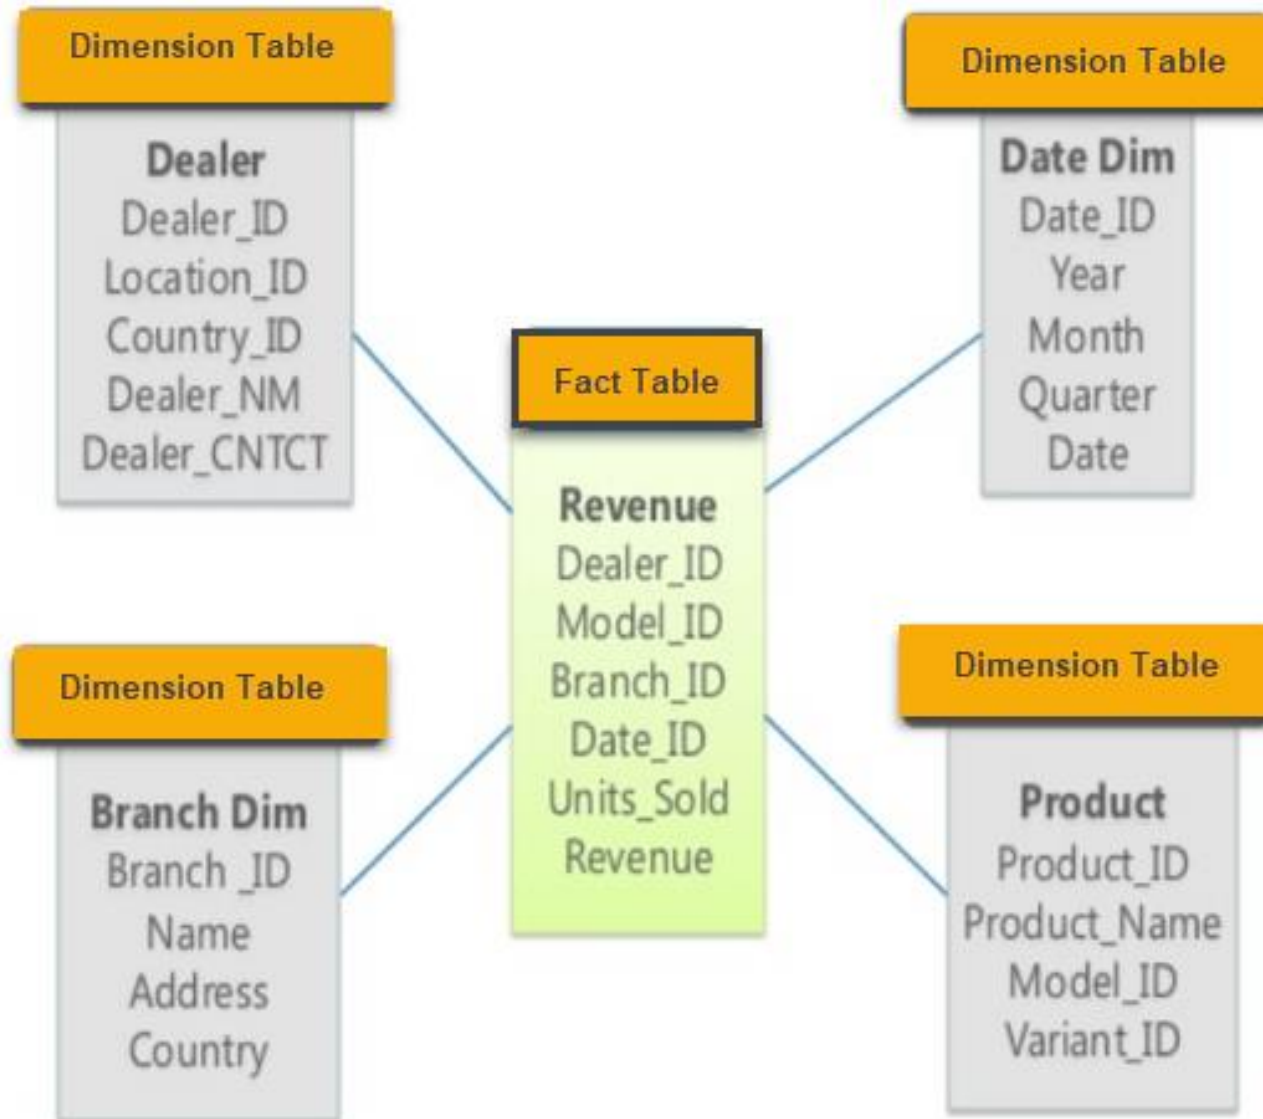 Dimension Table
Dealer
Dealer_ID
Location_ID
Country_ID
Dealer_NM
Dealer_CNTCT
Dimension Table
Date Dim
Date_ID
Year
Month
Quarter
Date
Fact Table
Revenue
Dealer_ID
Model_ID
Branch_ID
Date_ID
Units_Sold
Revenue
Dimension Table
Branch Dim
Branch _ID
Name
Address
Country
Dimension Table
Product
Product_ID
Product_Name
Model_ID
Variant_ID